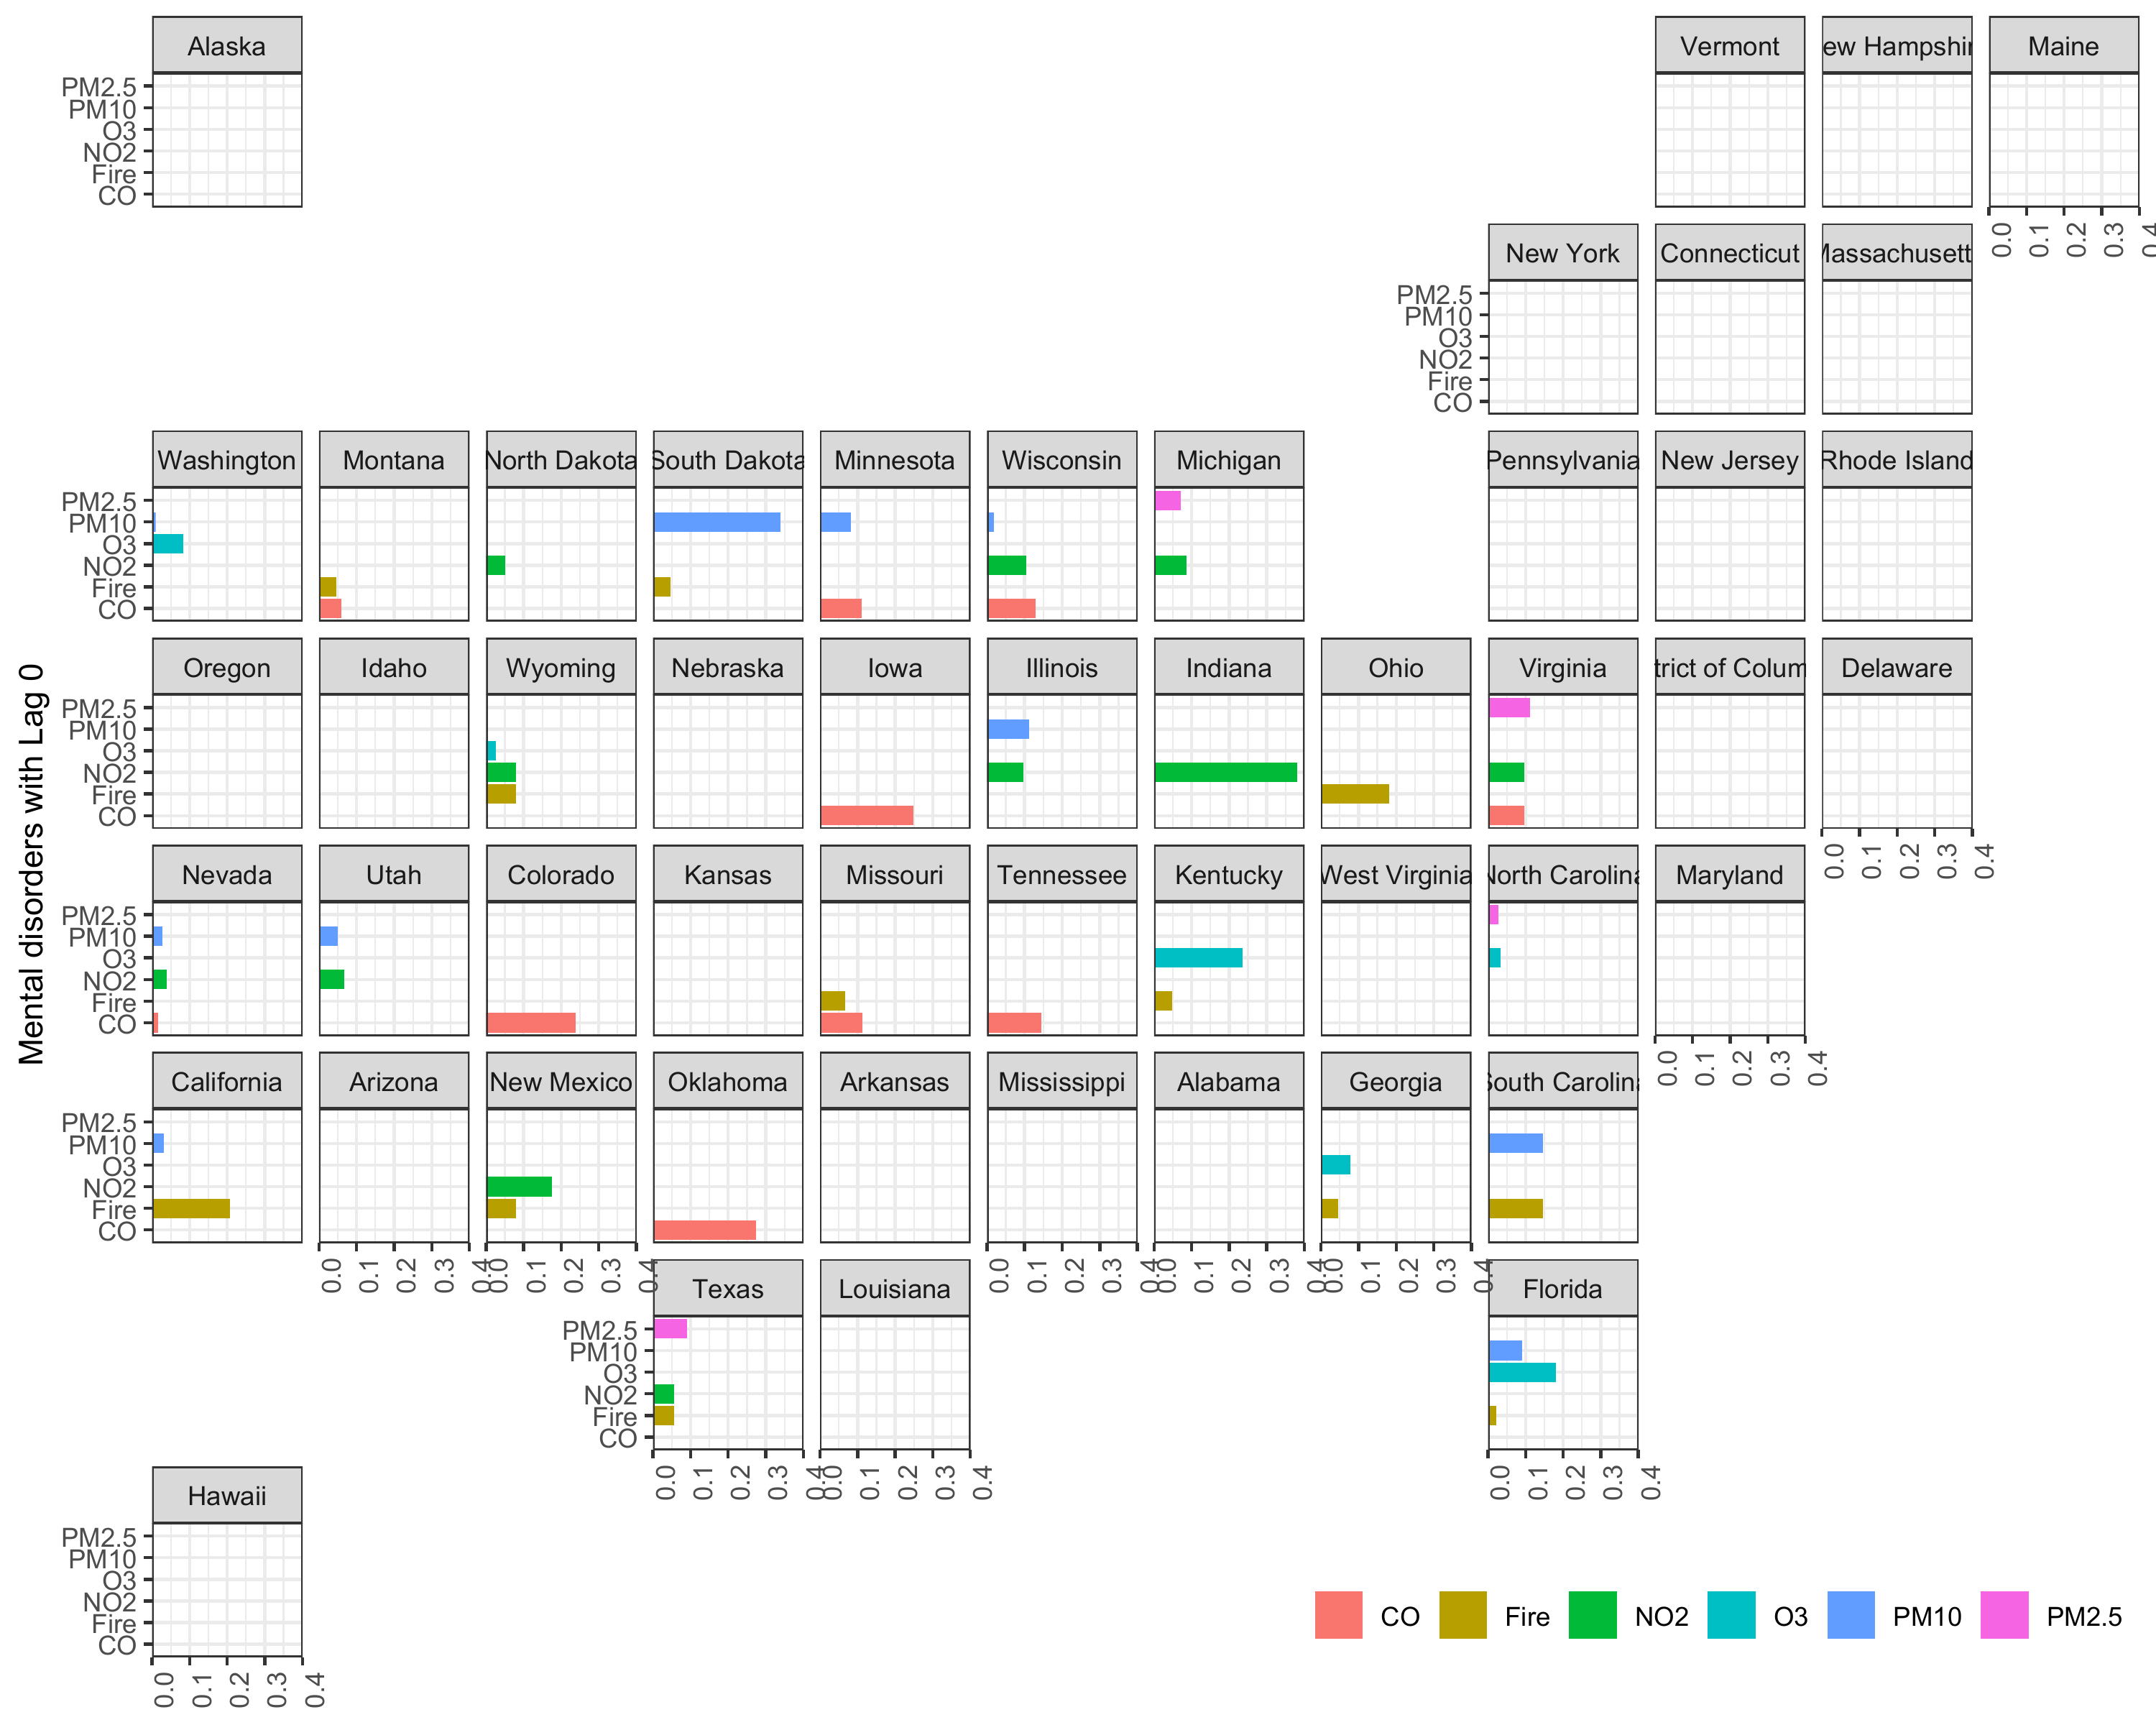 Alaska
Vermont
ew Hampshir
Maine
PM2.5
PM10
O3
NO2
Fire
CO
0.0 0.1 0.2 0.3 0.4
New York
Connecticut
Massachusett
PM2.5
PM10
O3
NO2
Fire
CO
Washington
Montana
North Dakota
South Dakota
Minnesota
Wisconsin
Michigan
Pennsylvania
New Jersey
Rhode Island
PM2.5
PM10
O3
NO2
Fire
CO
Mental disorders with Lag 0
Oregon
Idaho
Wyoming
Nebraska
Iowa
Illinois
Indiana
Ohio
Virginia
trict of Colum
Delaware
PM2.5
PM10
O3
NO2
Fire
CO
0.0 0.1 0.2 0.3 0.4
Nevada
Utah
Colorado
Kansas
Missouri
Tennessee
Kentucky
West Virginia
North Carolina
Maryland
PM2.5
PM10
O3
NO2
Fire
CO
0.0 0.1 0.2 0.3 0.4
California
Arizona
New Mexico
Oklahoma
Arkansas
Mississippi
Alabama
Georgia
South Carolina
PM2.5
PM10
O3
NO2
Fire
CO
0.0 0.1 0.2 0.3 0.4
0.0 0.1 0.2 0.3 0.4
0.0 0.1 0.2 0.3 0.4
0.0 0.1 0.2 0.3 0.4
0.0 0.1 0.2 0.3 0.4
Texas
Louisiana
Florida
PM2.5
PM10
O3
NO2
Fire
CO
0.0 0.1 0.2 0.3 0.4
0.0 0.1 0.2 0.3 0.4
0.0 0.1 0.2 0.3 0.4
Hawaii
PM2.5
PM10
O3
NO2
Fire
CO
0.0 0.1 0.2 0.3 0.4
CO Fire NO2 O3 PM10 PM2.5